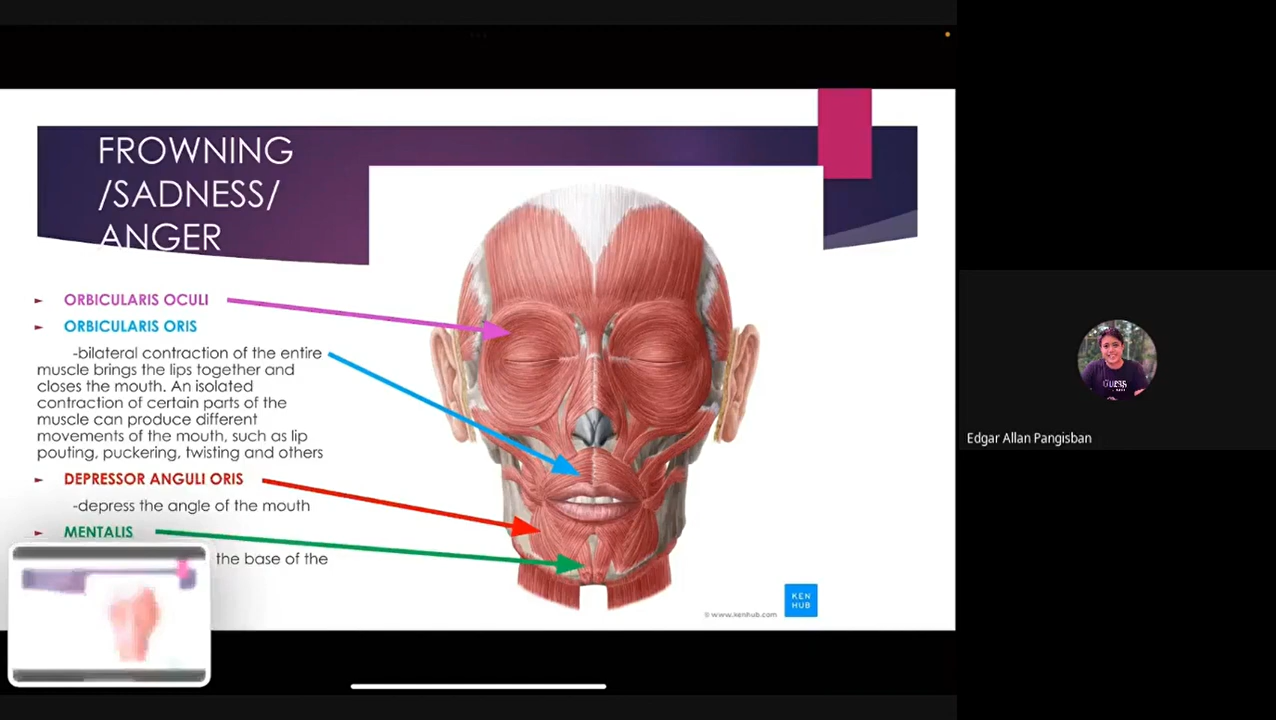 FROWNING
/SADNESS/
ANGER
► ORBICULARIS OCULI
► ORBICULARIS ORIS
-bilateral contraction of the entire
muscle brings the lips together and
closes the mouth. An isolated
contraction of certain parts of the
muscle can produce different
movements of the mouth, such as lip
pouting, puckering, twisting and others
► DEPRESSOR ANGULI ORIS
-depress the angle of the mouth
► MENTALIS
the base of the
© www.kenhub.com
KEN
HUB
GUESS
Edgar Allan Pangisban